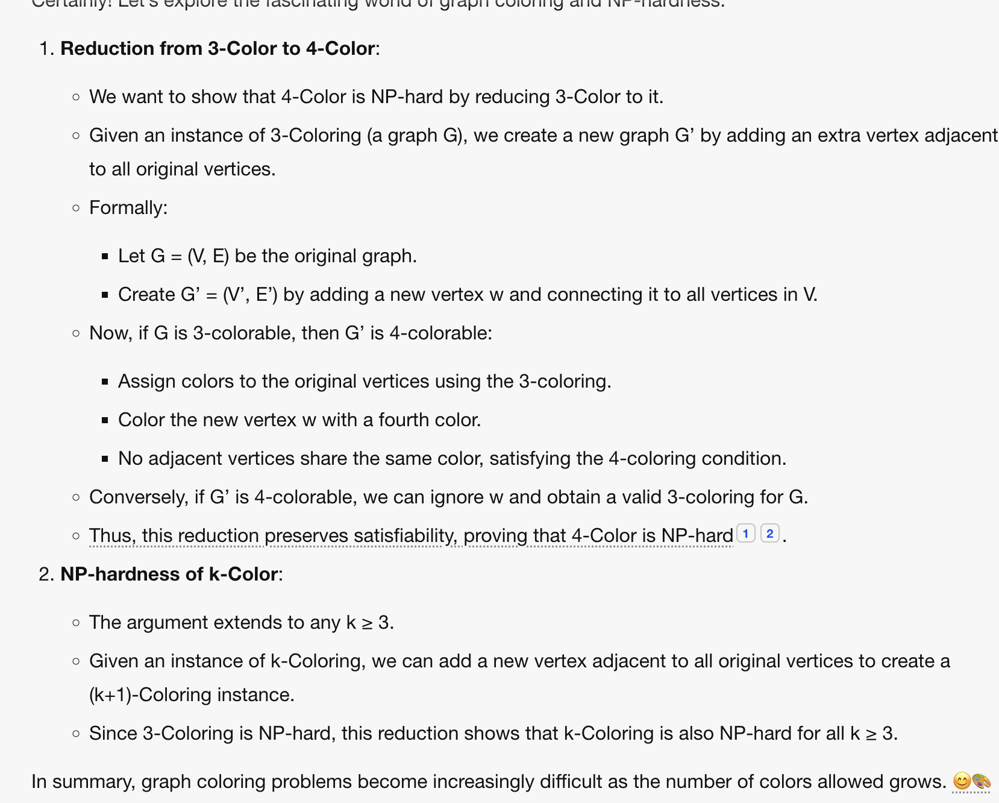 Certainly! Let's explore the fascinating world of graph coloring and NP-hardness.
1. Reduction from 3-Color to 4-Color:
◦ We want to show that 4-Color is NP-hard by reducing 3-Color to it.
◦ Given an instance of 3-Coloring (a graph G), we create a new graph G’ by adding an extra vertex adjacent
to all original vertices.
◦ Formally:
▪ Let G = (V, E) be the original graph.
▪ Create G’ = (V’, E’) by adding a new vertex w and connecting it to all vertices in V.
◦ Now, if G is 3-colorable, then G’ is 4-colorable:
▪ Assign colors to the original vertices using the 3-coloring.
▪ Color the new vertex w with a fourth color.
▪ No adjacent vertices share the same color, satisfying the 4-coloring condition.
◦ Conversely, if G’ is 4-colorable, we can ignore w and obtain a valid 3-coloring for G.
◦ Thus, this reduction preserves satisfiability, proving that 4-Color is NP-hard 1 2 .
2. NP-hardness of k-Color:
◦ The argument extends to any k ≥ 3.
◦ Given an instance of k-Coloring, we can add a new vertex adjacent to all original vertices to create a
(k+1)-Coloring instance.
◦ Since 3-Coloring is NP-hard, this reduction shows that k-Coloring is also NP-hard for all k ≥ 3.
In summary, graph coloring problems become increasingly difficult as the number of colors allowed grows. 😊🎨